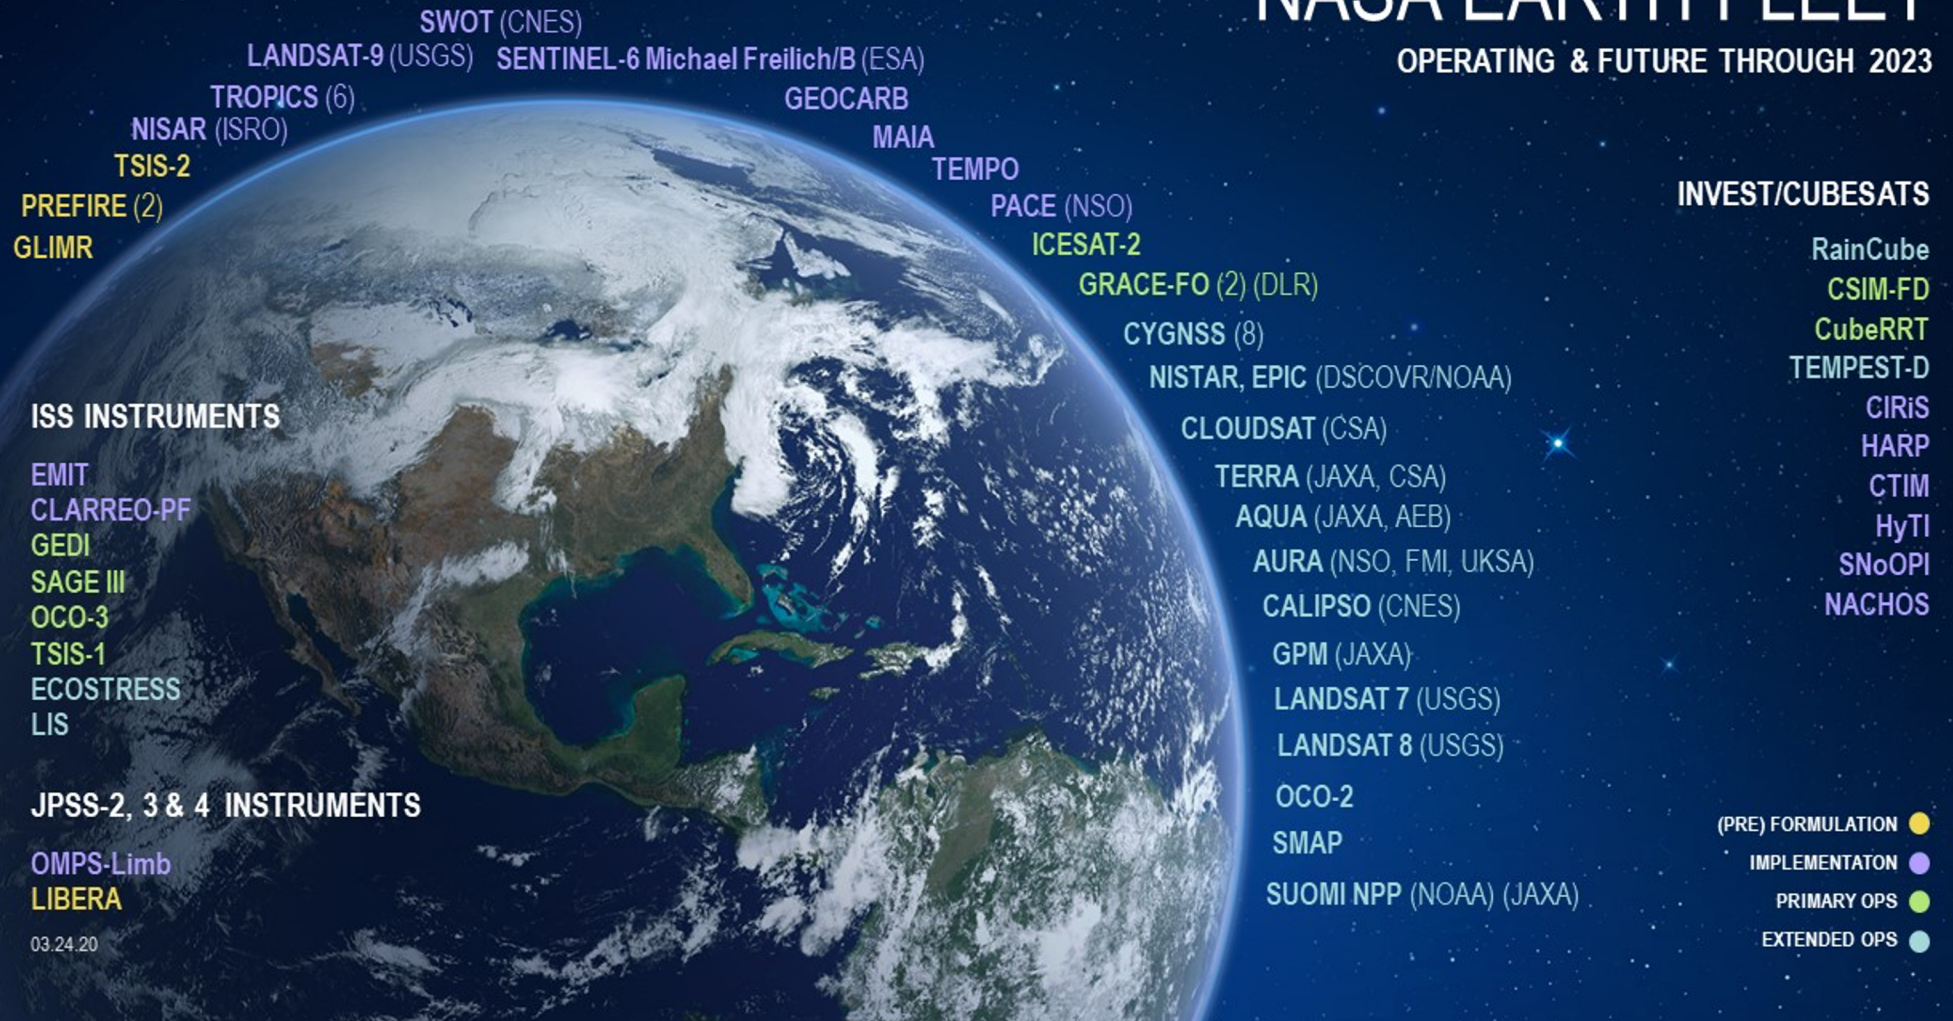 NASA EARTH FLEET
OPERATING & FUTURE THROUGH 2023
SWOT (CNES)
LANDSAT-9 (USGS)
SENTINEL-6 Michael Freilich/B (ESA)
TROPICS (6)
GEOCARB
NISAR (ISRO)
MAIA
TSIS-2
TEMPO
PREFIRE (2)
PACE (NSO)
GLIMR
ICESAT-2
GRACE-FO (2) (DLR)
CYGNSS (8)
NISTAR, EPIC (DSCOVR/NOAA)
CLOUDSAT (CSA)
TERRA (JAXA, CSA)
AQUA (JAXA, AEB)
AURA (NSO, FMI, UKSA)
CALIPSO (CNES)
GPM (JAXA)
LANDSAT 7 (USGS)
LANDSAT 8 (USGS)
OCO-2
SMAP
SUOMI NPP (NOAA) (JAXA)
INVEST/CUBESATS
RainCube
CSIM-FD
CubeRRT
TEMPEST-D
CIRiS
HARP
CTIM
HyTI
SNoOPI
NACHOS
ISS INSTRUMENTS
EMIT
CLARREO-PF
GEDI
SAGE III
OCO-3
TSIS-1
ECOSTRESS
LIS
JPSS-2, 3 & 4 INSTRUMENTS
OMPS-Limb
LIBERA
03.24.20
(PRE) FORMULATION
IMPLEMENTATON
PRIMARY OPS
EXTENDED OPS